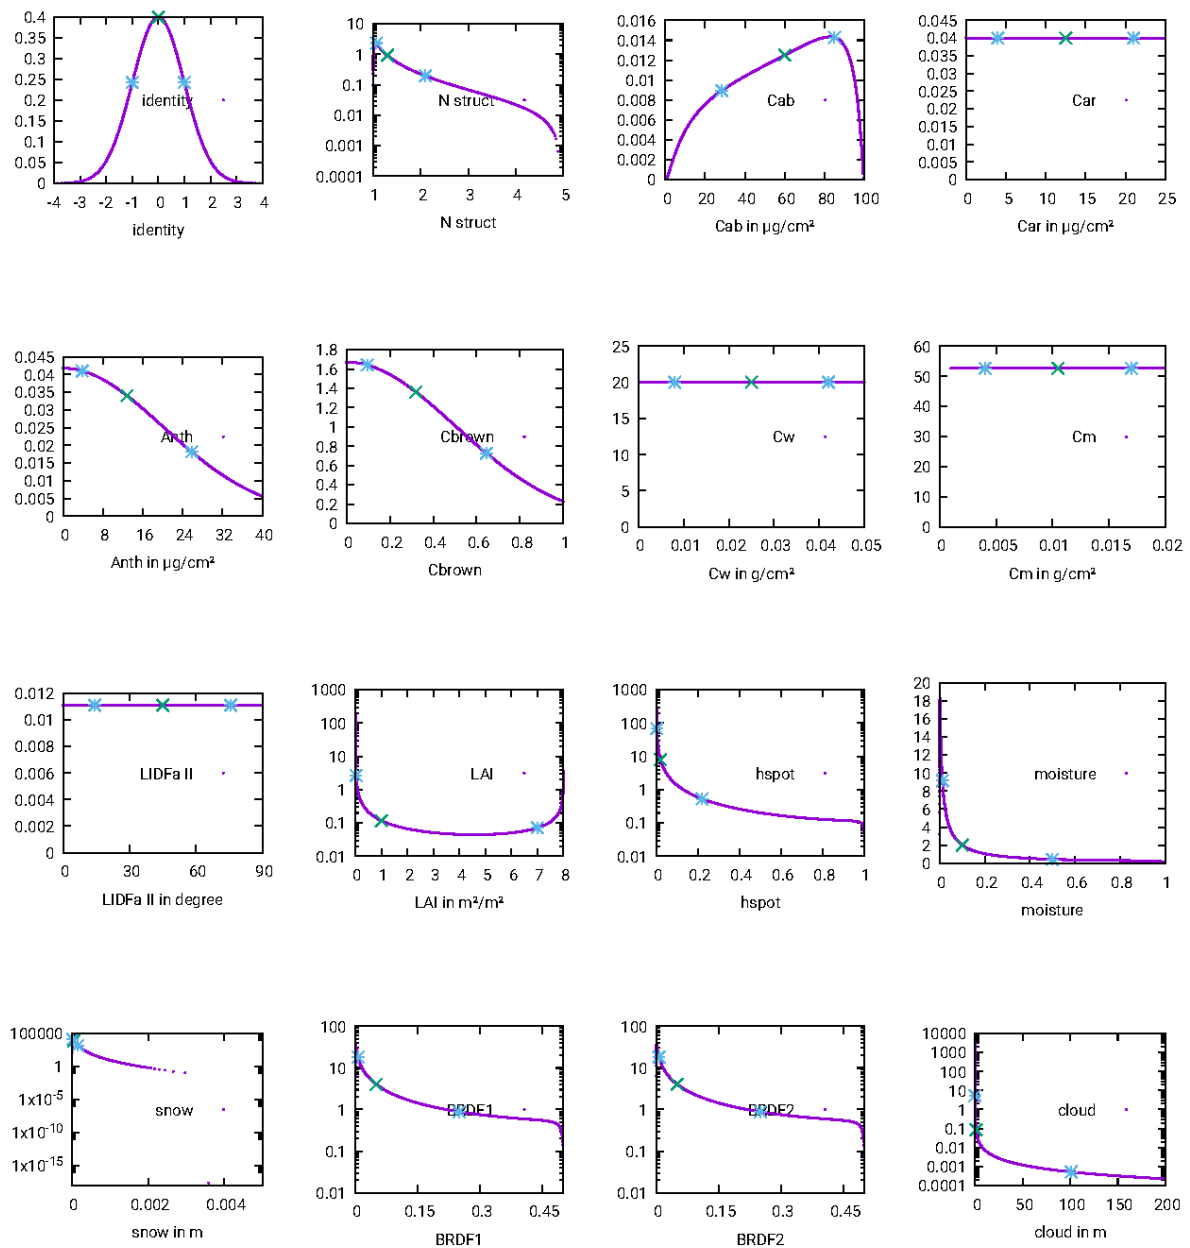 0.4
0.35
0.3
0.25
0.2
0.15
0.1
0.05
0
-4 -3 -2 -1 0 1 2 3 4
identity
identity
10
1
0.1
0.01
0.001
0.0001
1 2 3 4 5
N struct
N struct
0.016
0.014
0.012
0.01
0.008
0.006
0.004
0.002
0
0 20 40 60 80 100
Cab
Cab in µg/cm²
0.045
0.04
0.035
0.03
0.025
0.02
0.015
0.01
0.005
0
0 5 10 15 20 25
Car
Car in µg/cm²
0.045
0.04
0.035
0.03
0.025
0.02
0.015
0.01
0.005
0
0 8 16 24 32 40
Anth
Anth in µg/cm²
1.8
1.6
1.4
1.2
1
0.8
0.6
0.4
0.2
0
0 0.2 0.4 0.6 0.8 1
Cbrown
Cbrown
25
20
15
10
5
0
0 0.01 0.02 0.03 0.04 0.05
Cw
Cw in g/cm²
60
50
40
30
20
10
0
0 0.005 0.01 0.015 0.02
Cm
Cm in g/cm²
0.012
0.01
0.008
0.006
0.004
0.002
0
0 30 60 90
LIDFa II
LIDFa II in degree
1000
100
10
1
0.1
0.01
0 1 2 3 4 5 6 7 8
LAI
LAI in m²/m²
1000
100
10
1
0.1
0.01
0 0.2 0.4 0.6 0.8 1
hspot
hspot
20
18
16
14
12
10
8
6
4
2
0
0 0.2 0.4 0.6 0.8 1
moisture
moisture
100000
1
1x10⁻⁵
1x10⁻¹⁰
1x10⁻¹⁵
0 0.002 0.004
snow
snow in m
100
10
1
0.1
0.01
0 0.15 0.3 0.45
BRDF1
BRDF1
100
10
1
0.1
0.01
0 0.15 0.3 0.45
BRDF2
BRDF2
10000
1000
100
10
1
0.1
0.01
0.001
0.0001
0 50 100 150 200
cloud
cloud in m